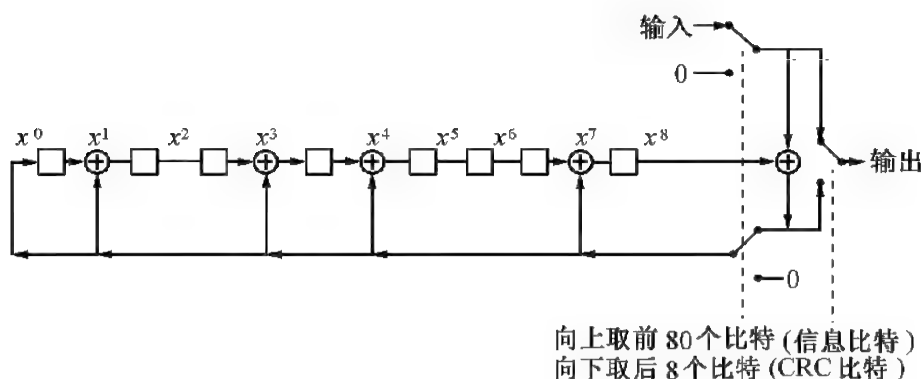 输入
0
x⁰ x¹ x² x³ x⁴ x⁵ x⁶ x⁷ x⁸
输出
0
向上取前 80 个比特 (信息比特)
向下取后 8 个比特 (CRC 比特)